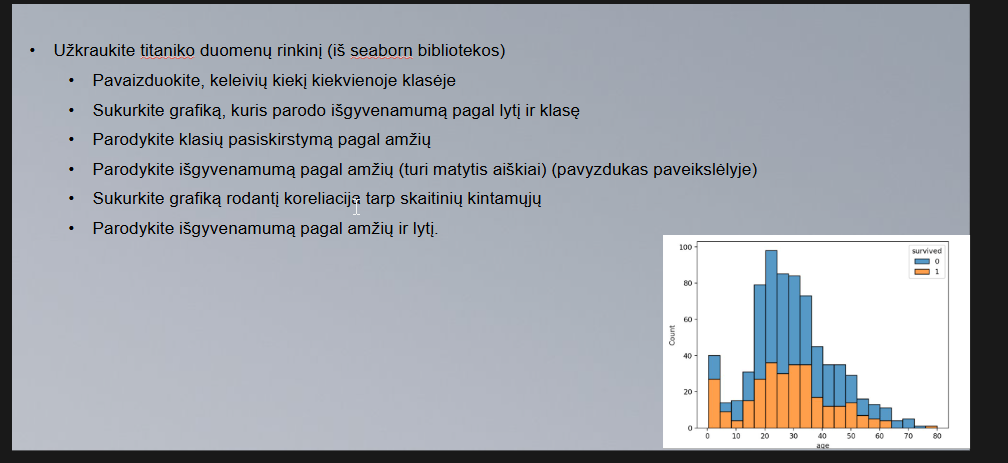 • Užkraukite titaniko duomenų rinkinį (iš seaborn bibliotekos)
• Pavaizduokite, keleivių kiekį kiekvienoje klasėje
• Sukurkite grafiką, kuris parodo išgyvenamumą pagal lytį ir klasę
• Parodykite klasių pasiskirstymą pagal amžių
• Parodykite išgyvenamumą pagal amžių (turi matytis aiškiai) (pavyzdukas paveikslėlyje)
• Sukurkite grafiką rodantį koreliaciją tarp skaitinių kintamųjų
• Parodykite išgyvenamumą pagal amžių ir lytį.
survived
0
1
Count
100
80
60
40
20
0
0 10 20 30 40 50 60 70 80
age